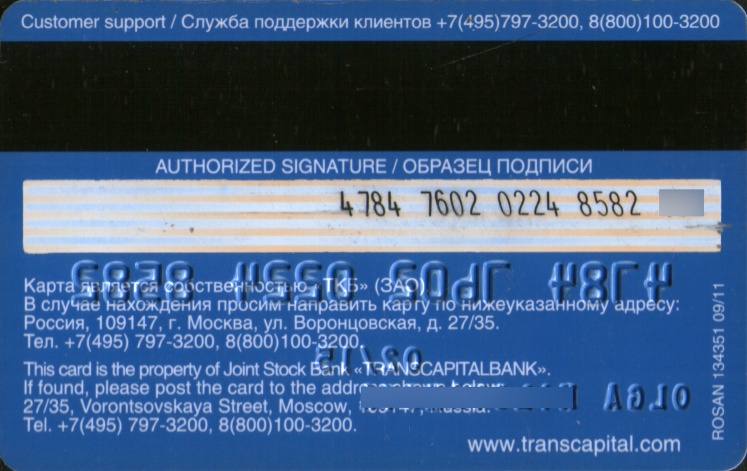 Customer support / Служба поддержки клиентов +7(495)797-3200, 8(800)100-3200
AUTHORIZED SIGNATURE / ОБРАЗЕЦ ПОДПИСИ
4784 7602 0224 8582
Карта является собственностью «ТКБ» (ЗАО).
В случае нахождения просим направить карту по нижеуказанному адресу:
Россия, 109147, г. Москва, ул. Воронцовская, д. 27/35.
Тел. +7(495) 797-3200, 8(800)100-3200.
This card is the property of Joint Stock Bank «TRANSCAPITALBANK».
If found, please post the card to the
27/35, Vorontsovskaya Street, Moscow,
Tel. +7(495) 797-3200, 8(800)100-3200.
www.transcapital.com
ROSAN 134351 09/11